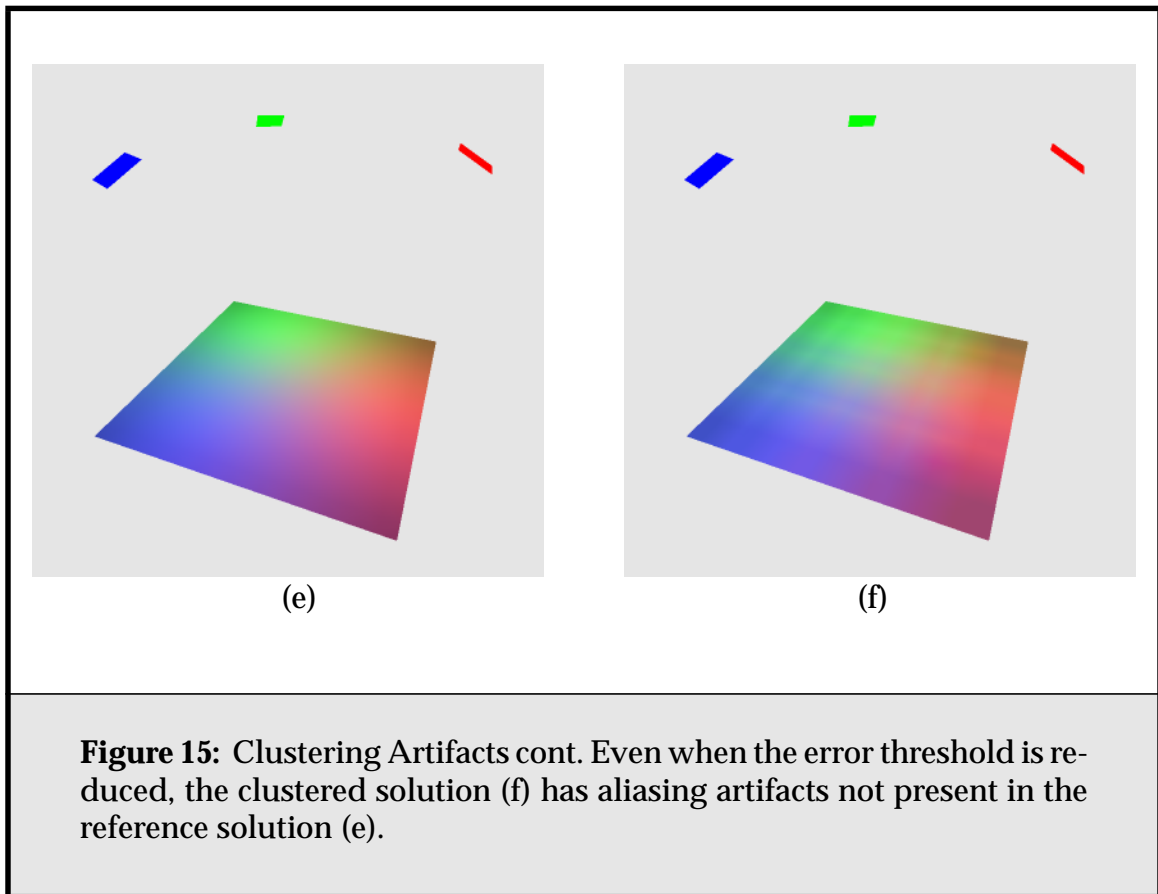 (e)
(f)
Figure 15: Clustering Artifacts cont. Even when the error threshold is re-
duced, the clustered solution (f) has aliasing artifacts not present in the
reference solution (e).